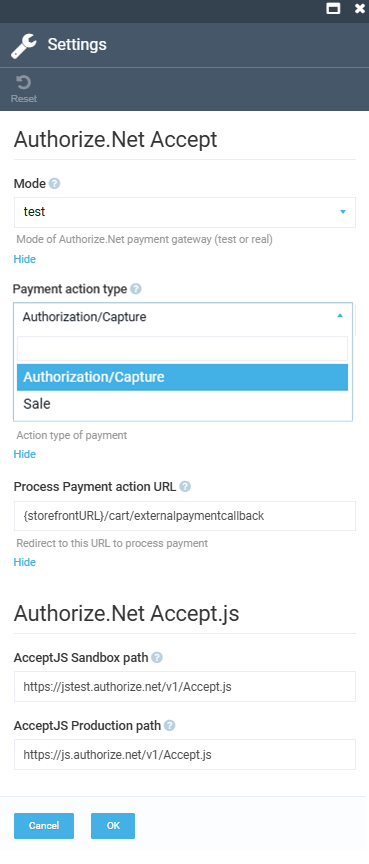 Settings
Reset
Authorize.Net Accept
Mode ?
test
Mode of Authorize.Net payment gateway (test or real)
Hide
Payment action type ?
Authorization/Capture
Authorization/Capture
Sale
Action type of payment
Hide
Process Payment action URL ?
{storefrontURL}/cart/externalpaymentcallback
Redirect to this URL to process payment
Hide
Authorize.Net Accept.js
AcceptJS Sandbox path ?
https://jstest.authorize.net/v1/Accept.js
AcceptJS Production path ?
https://js.authorize.net/v1/Accept.js
Cancel OK